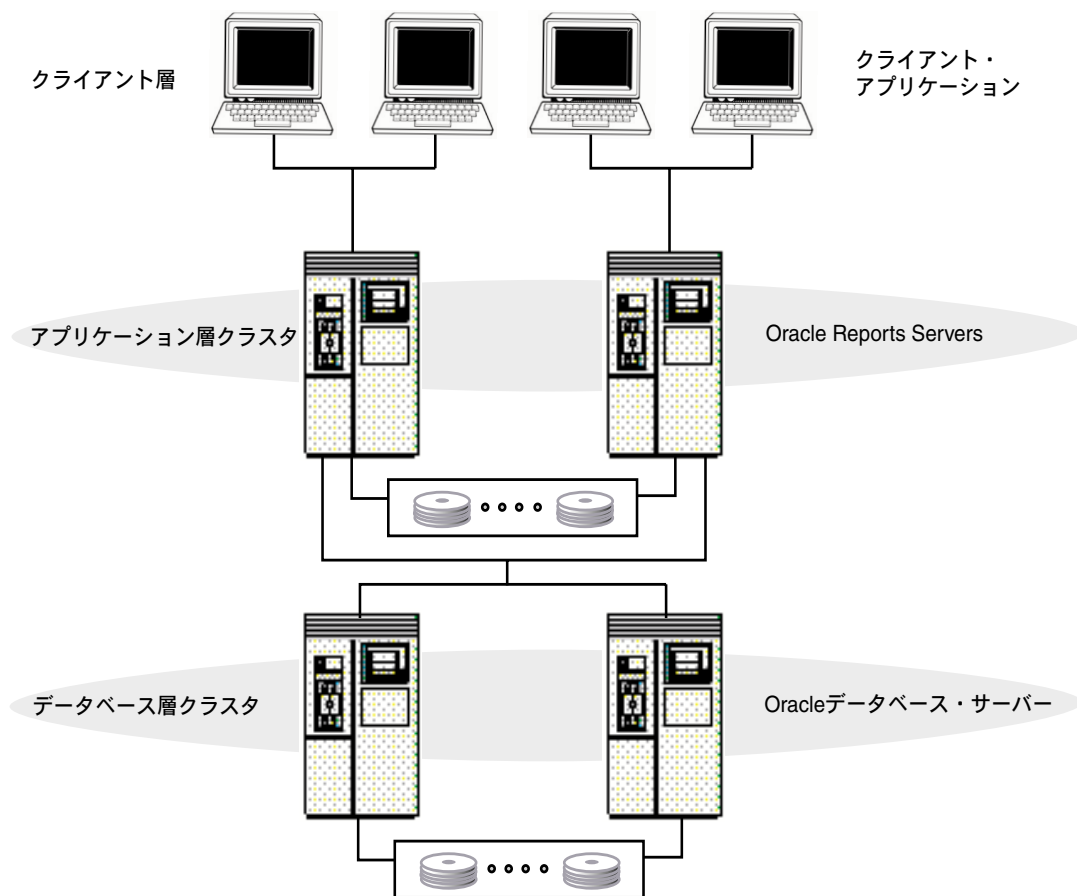 クライアント層
クライアント・
アプリケーション
アプリケーション層クラスタ
Oracle Reports Servers
データベース層クラスタ
Oracleデータベース・サーバー